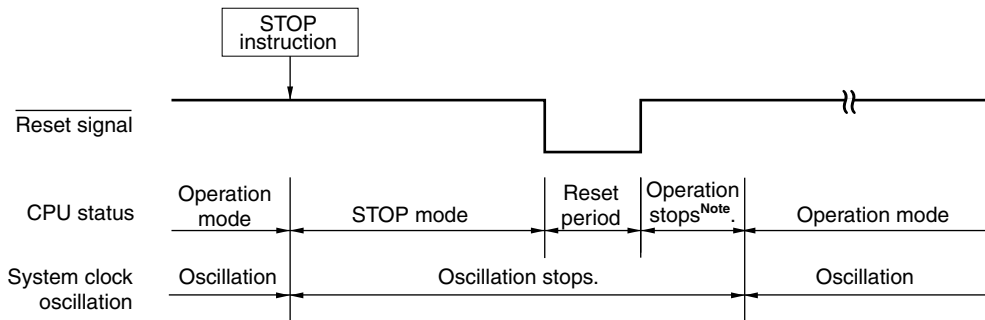 STOP
instruction
Reset signal
CPU status
Operation
mode
STOP mode
Reset
period
Operation
stopsNote.
Operation mode
System clock
oscillation
Oscillation
Oscillation stops.
Oscillation